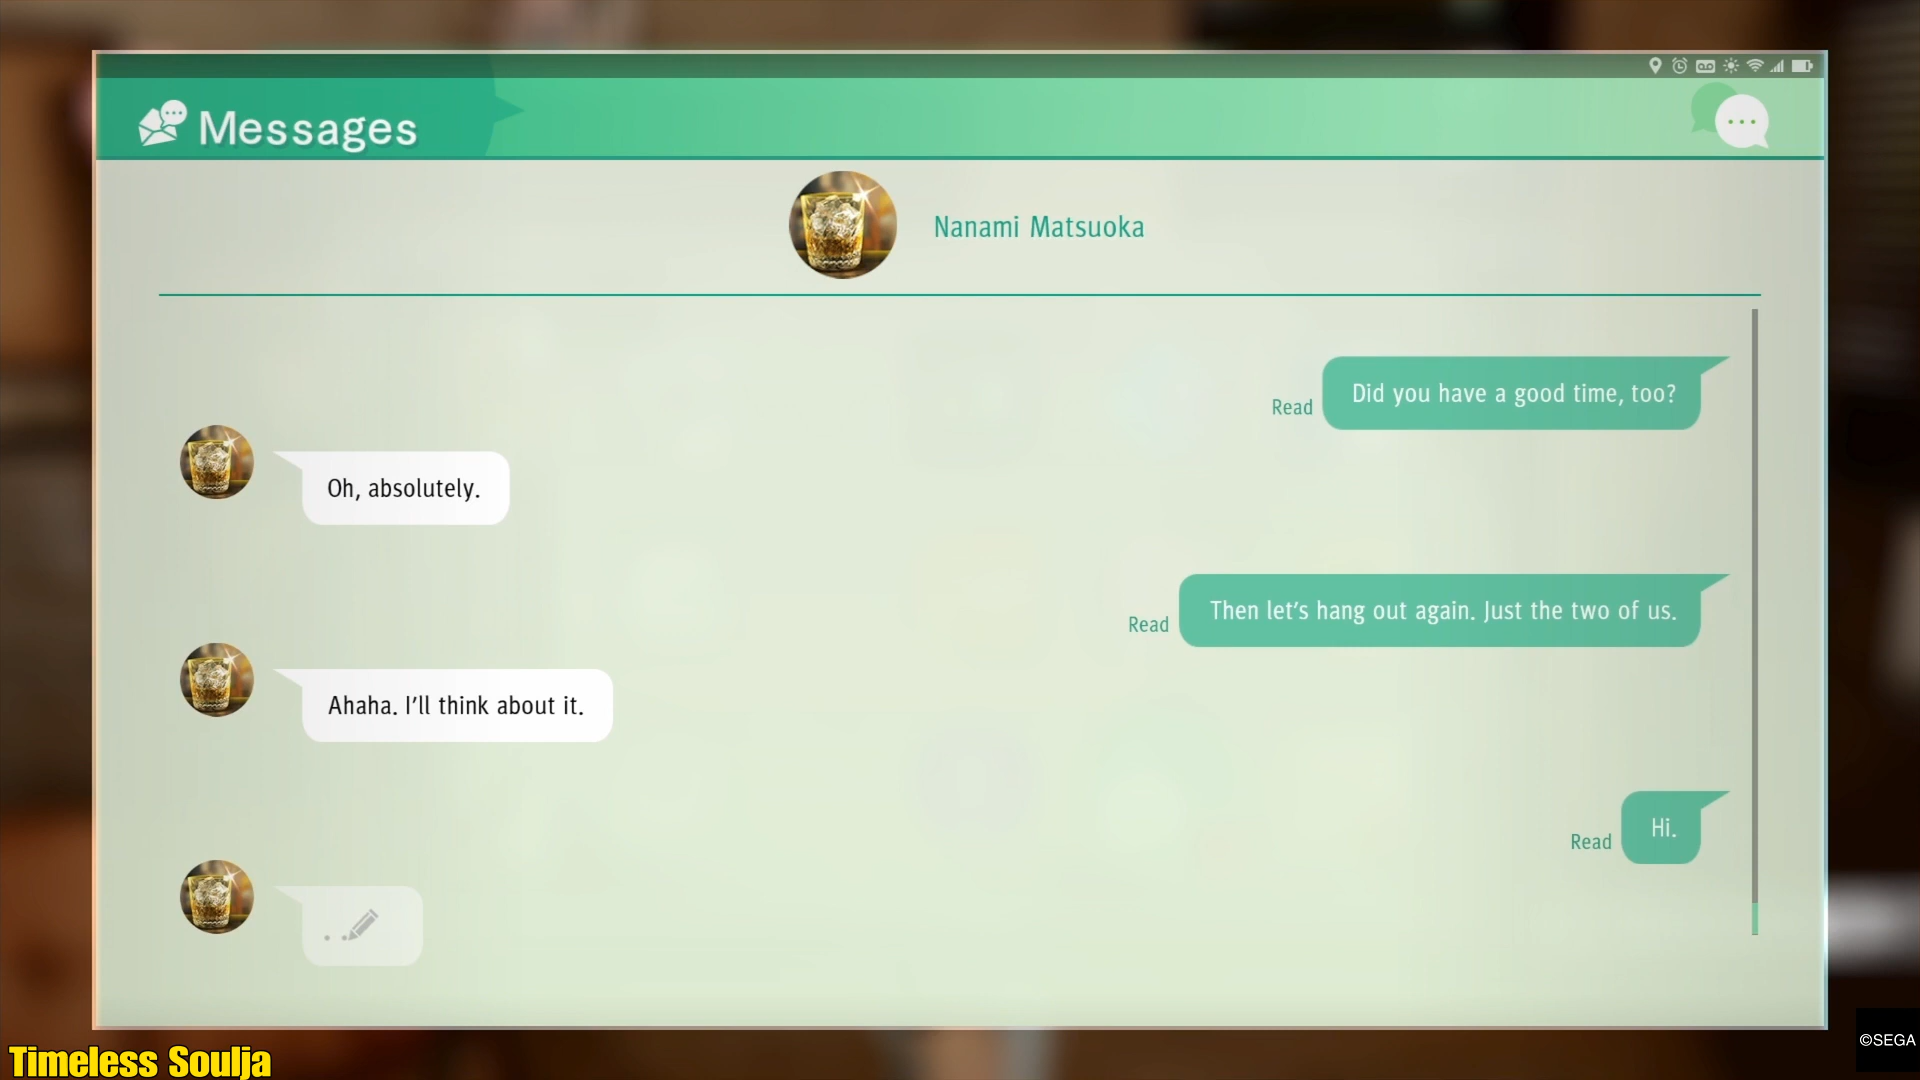 Messages
Nanami Matsuoka
Did you have a good time, too?
Read
Oh, absolutely.
Then let's hang out again. Just the two of us.
Read
Ahaha. I'll think about it.
Hi.
Read
Timeless Soulja
©SEGA